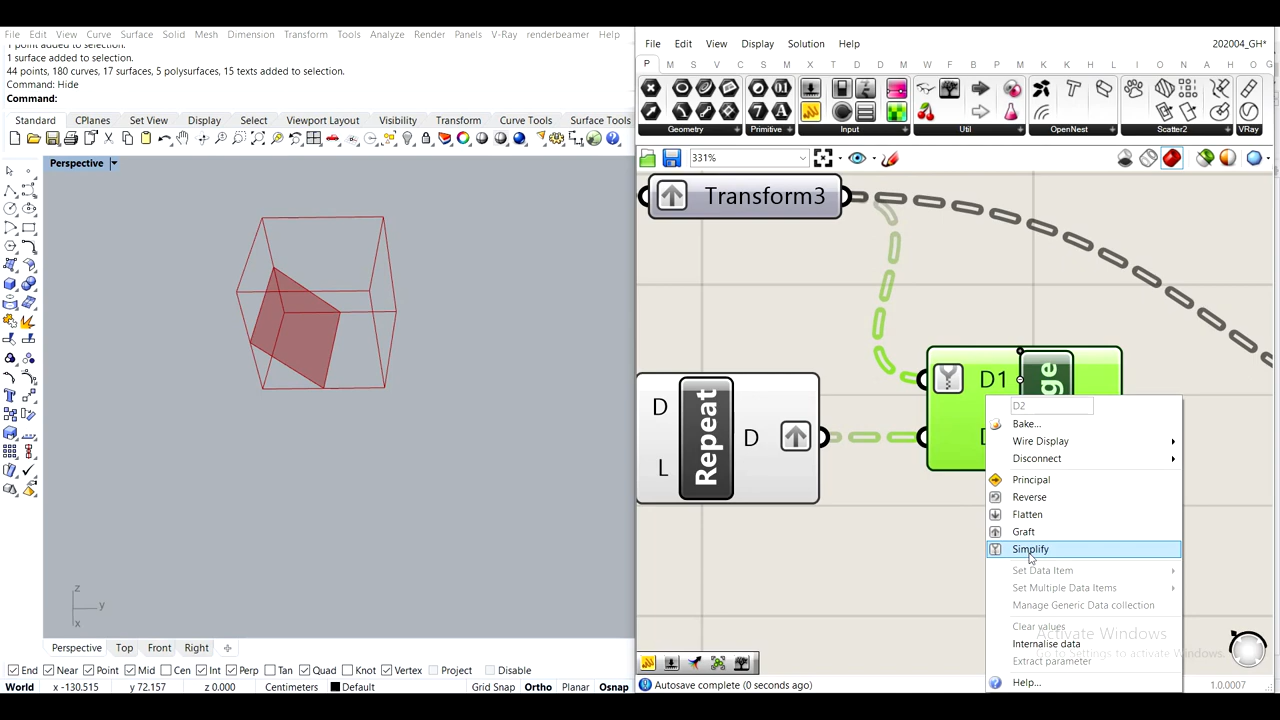 File Edit View Curve Surface Solid Mesh Dimension Transform Tools Analyze Render Panels V-Ray renderbeamer Help
1 point added to selection.
1 surface added to selection.
44 points, 180 curves, 17 surfaces, 5 polysurfaces, 15 texts added to selection.
Command: Hide
Command:
Standard CPlanes Set View Display Select Viewport Layout Visibility Transform Curve Tools Surface Tools
Perspective
z
y
x
Perspective Top Front Right
End Near Point Mid Cen Int Perp Tan Quad Knot Vertex Project Disable
World x -130.515 y 72.157 z 0.000 Centimeters Default Grid Snap Ortho Planar Osnap
File Edit View Display Solution Help 202004_GH*
P M S V C S M X T D D M W F B P L M K K E A L O G
Geometry Primitive Input Util OpenNest Scatter2 VRay
331%
Transform3
D1
D
Repeat
D
L
D2
Bake...
Wire Display
Disconnect
Principal
Reverse
Flatten
Graft
Simplify
Set Data Item
Set Multiple Data Items
Manage Generic Data collection
Clear values
Internalise data
Extract parameter
Help...
Activate Windows
Go to Settings to activate Windows.
Autosave complete (0 seconds ago)
1.0.0007